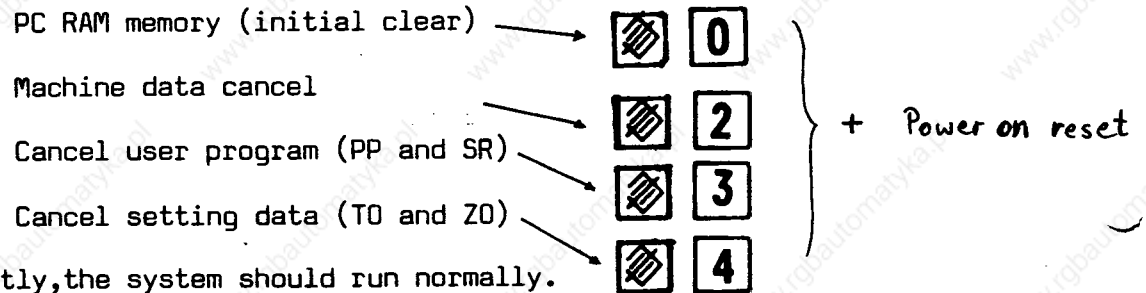 PC RAM memory (initial clear) 0
Machine data cancel 2
+ Power on reset
Cancel user program (PP and SR) 3
Cancel setting data (TO and ZO) 4
tly,the system should run normally.